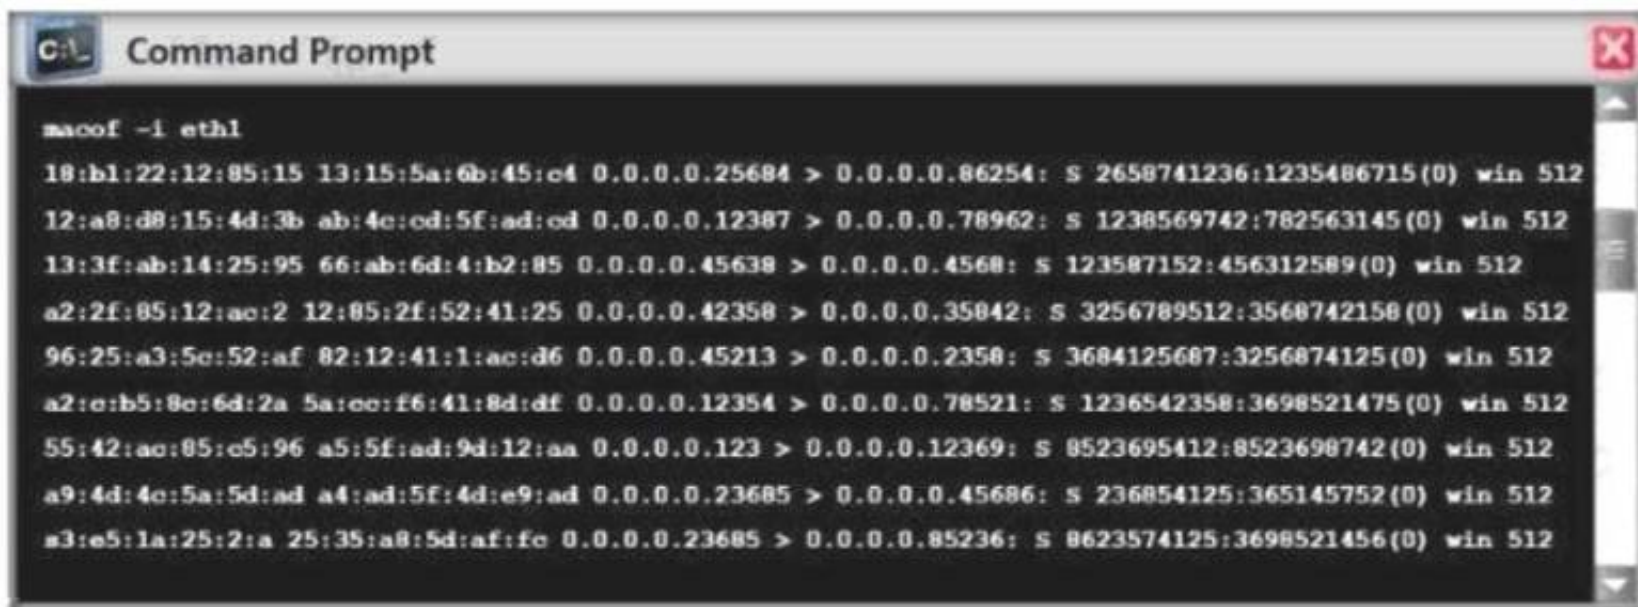 C:\_ Command Prompt
macof -i eth1
18:b1:22:12:85:15 13:15:5a:6b:45:c4 0.0.0.0.25684 > 0.0.0.0.86254: S 2658741236:1235486715(0) win 512
12:a8:d8:15:4d:3b ab:4c:cd:5f:ad:cd 0.0.0.0.12387 > 0.0.0.0.78962: S 1238569742:782563145(0) win 512
13:3f:ab:14:25:95 66:ab:6d:4:b2:85 0.0.0.0.45638 > 0.0.0.0.4568: S 123587152:456312589(0) win 512
a2:2f:85:12:ac:2 12:85:2f:52:41:25 0.0.0.0.42358 > 0.0.0.0.35842: S 3256789512:3568742158(0) win 512
96:25:a3:5c:52:af 82:12:41:1:ac:d6 0.0.0.0.45213 > 0.0.0.0.2358: S 3684125687:3256874125(0) win 512
a2:c:b5:8c:6d:2a 5a:cc:f6:41:8d:df 0.0.0.0.12354 > 0.0.0.0.78521: S 1236542358:3698521475(0) win 512
55:42:ac:85:c5:96 a5:5f:ad:9d:12:aa 0.0.0.0.123 > 0.0.0.0.12369: S 8523695412:8523698742(0) win 512
a9:4d:4c:5a:5d:ad a4:ad:5f:4d:e9:ad 0.0.0.0.23685 > 0.0.0.0.45686: S 236854125:365145752(0) win 512
a3:e5:1a:25:2:a 25:35:a8:5d:af:fc 0.0.0.0.23685 > 0.0.0.0.85236: S 8623574125:3698521456(0) win 512